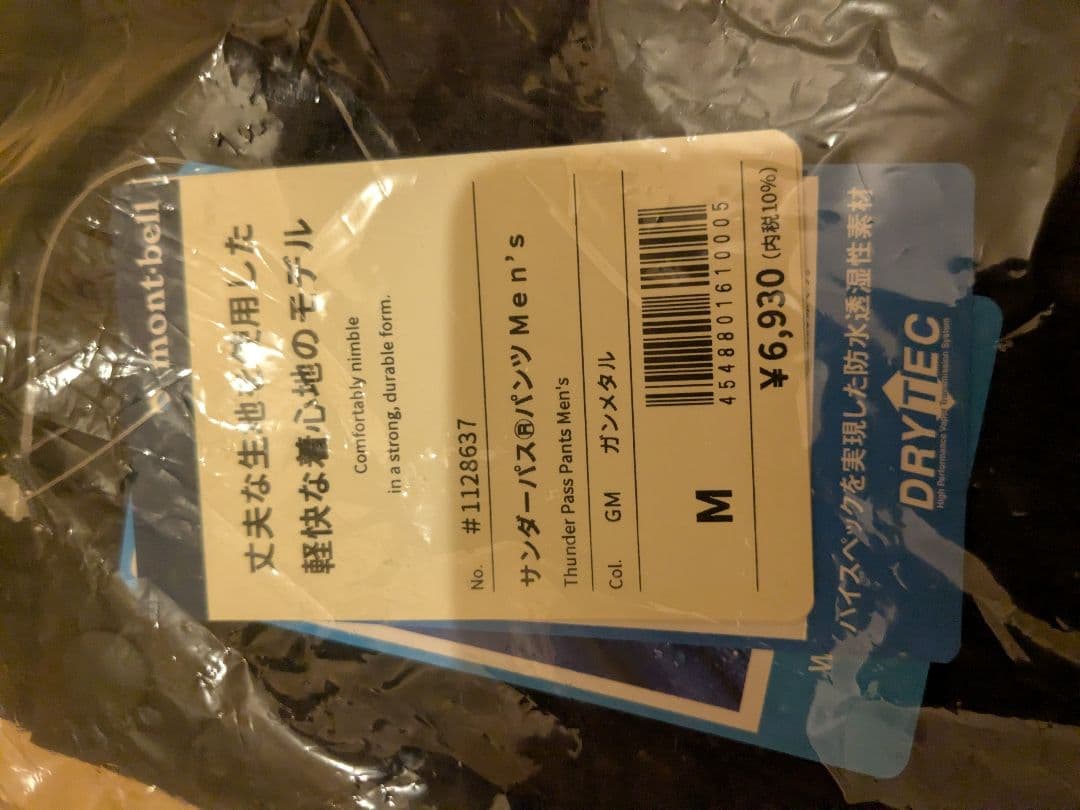 mont·bell
丈夫な生地を使用した
軽快な着心地のモデル
Comfortably nimble
in a strong, durable form.
No. #1128637
サンダーパス®パンツ Men's
Thunder Pass Pants Men's
Col. GM ガンメタル
M
4548801610005
¥6,930 (内税10%)
ハイスペックを実現した防水透湿性素材
DRYTEC
High Performance Vapor Transmission System